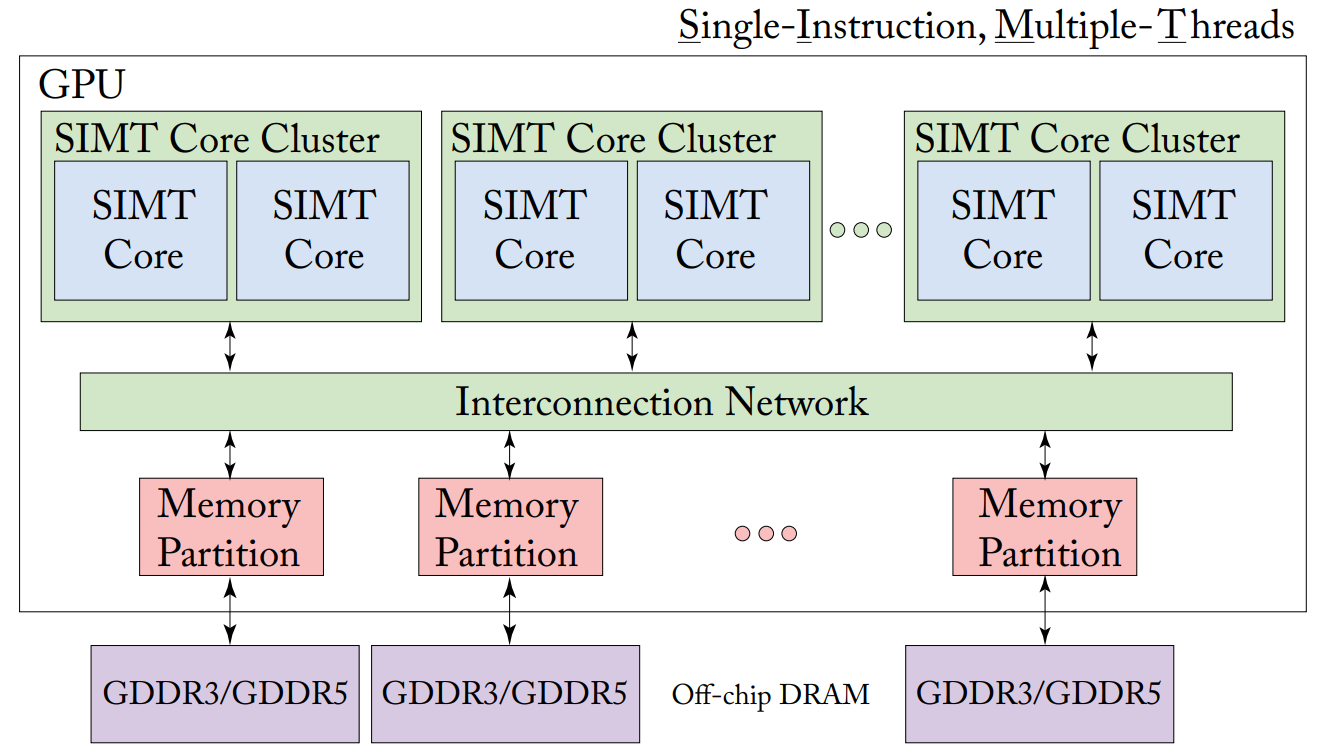 Single-Instruction, Multiple-Threads
GPU
SIMT Core Cluster
SIMT
Core
SIMT
Core
SIMT Core Cluster
SIMT
Core
SIMT
Core
SIMT Core Cluster
SIMT
Core
SIMT
Core
Interconnection Network
Memory
Partition
Memory
Partition
Memory
Partition
GDDR3/GDDR5
GDDR3/GDDR5
Off-chip DRAM
GDDR3/GDDR5